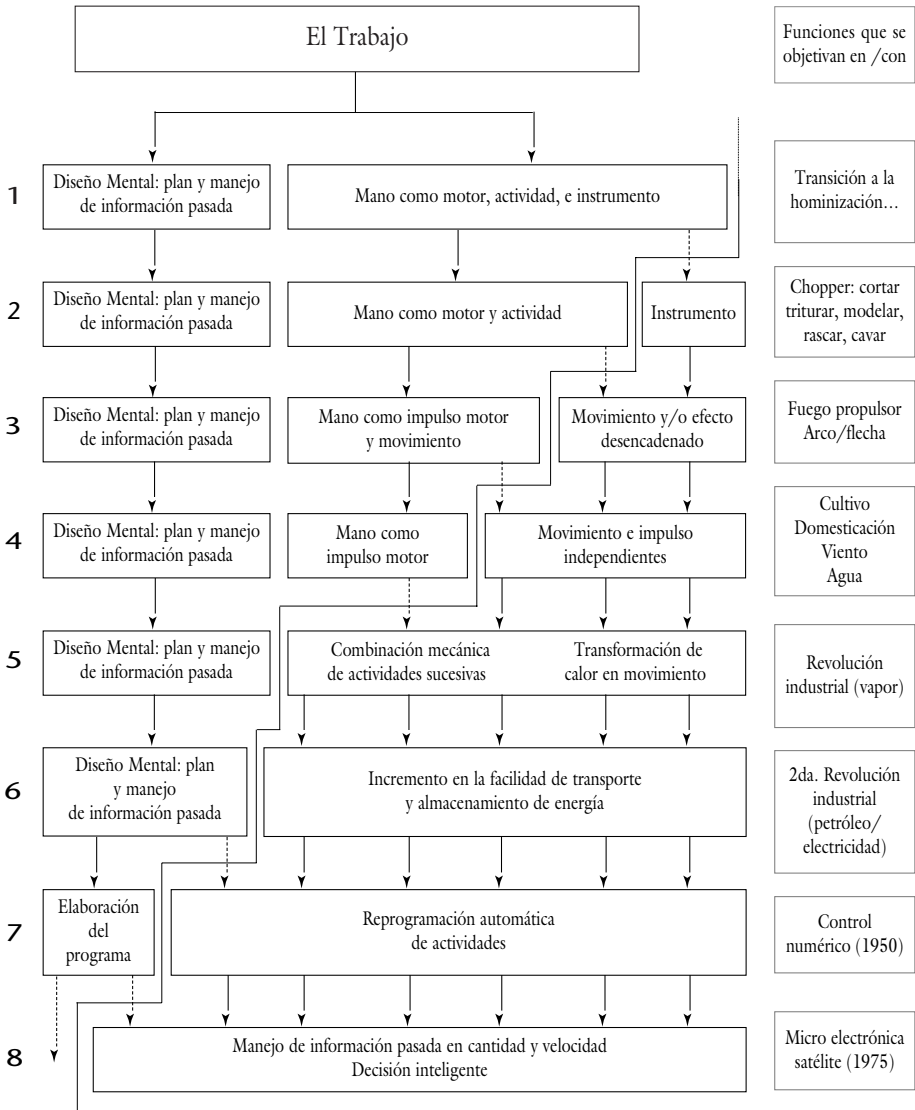 El Trabajo
Funciones que se
objetivan en /con
1
Diseño Mental: plan y manejo
de información pasada
Mano como motor, actividad, e instrumento
Transición a la
hominización...
2
Diseño Mental: plan y manejo
de información pasada
Mano como motor y actividad
Instrumento
Chopper: cortar
triturar, modelar,
rascar, cavar
3
Diseño Mental: plan y manejo
de información pasada
Mano como impulso motor
y movimiento
Movimiento y/o efecto
desencadenado
Fuego propulsor
Arco/flecha
4
Diseño Mental: plan y manejo
de información pasada
Mano como
impulso motor
Movimiento e impulso
independientes
Cultivo
Domesticación
Viento
Agua
5
Diseño Mental: plan y manejo
de información pasada
Combinación mecánica
de actividades sucesivas
Transformación de
calor en movimiento
Revolución
industrial (vapor)
6
Diseño Mental: plan
y manejo
de información pasada
Incremento en la facilidad de transporte
y almacenamiento de energía
2da. Revolución
industrial
(petróleo/
electricidad)
7
Elaboración
del
programa
Reprogramación automática
de actividades
Control
numérico (1950)
8
Manejo de información pasada en cantidad y velocidad
Decisión inteligente
Micro electrónica
satélite (1975)